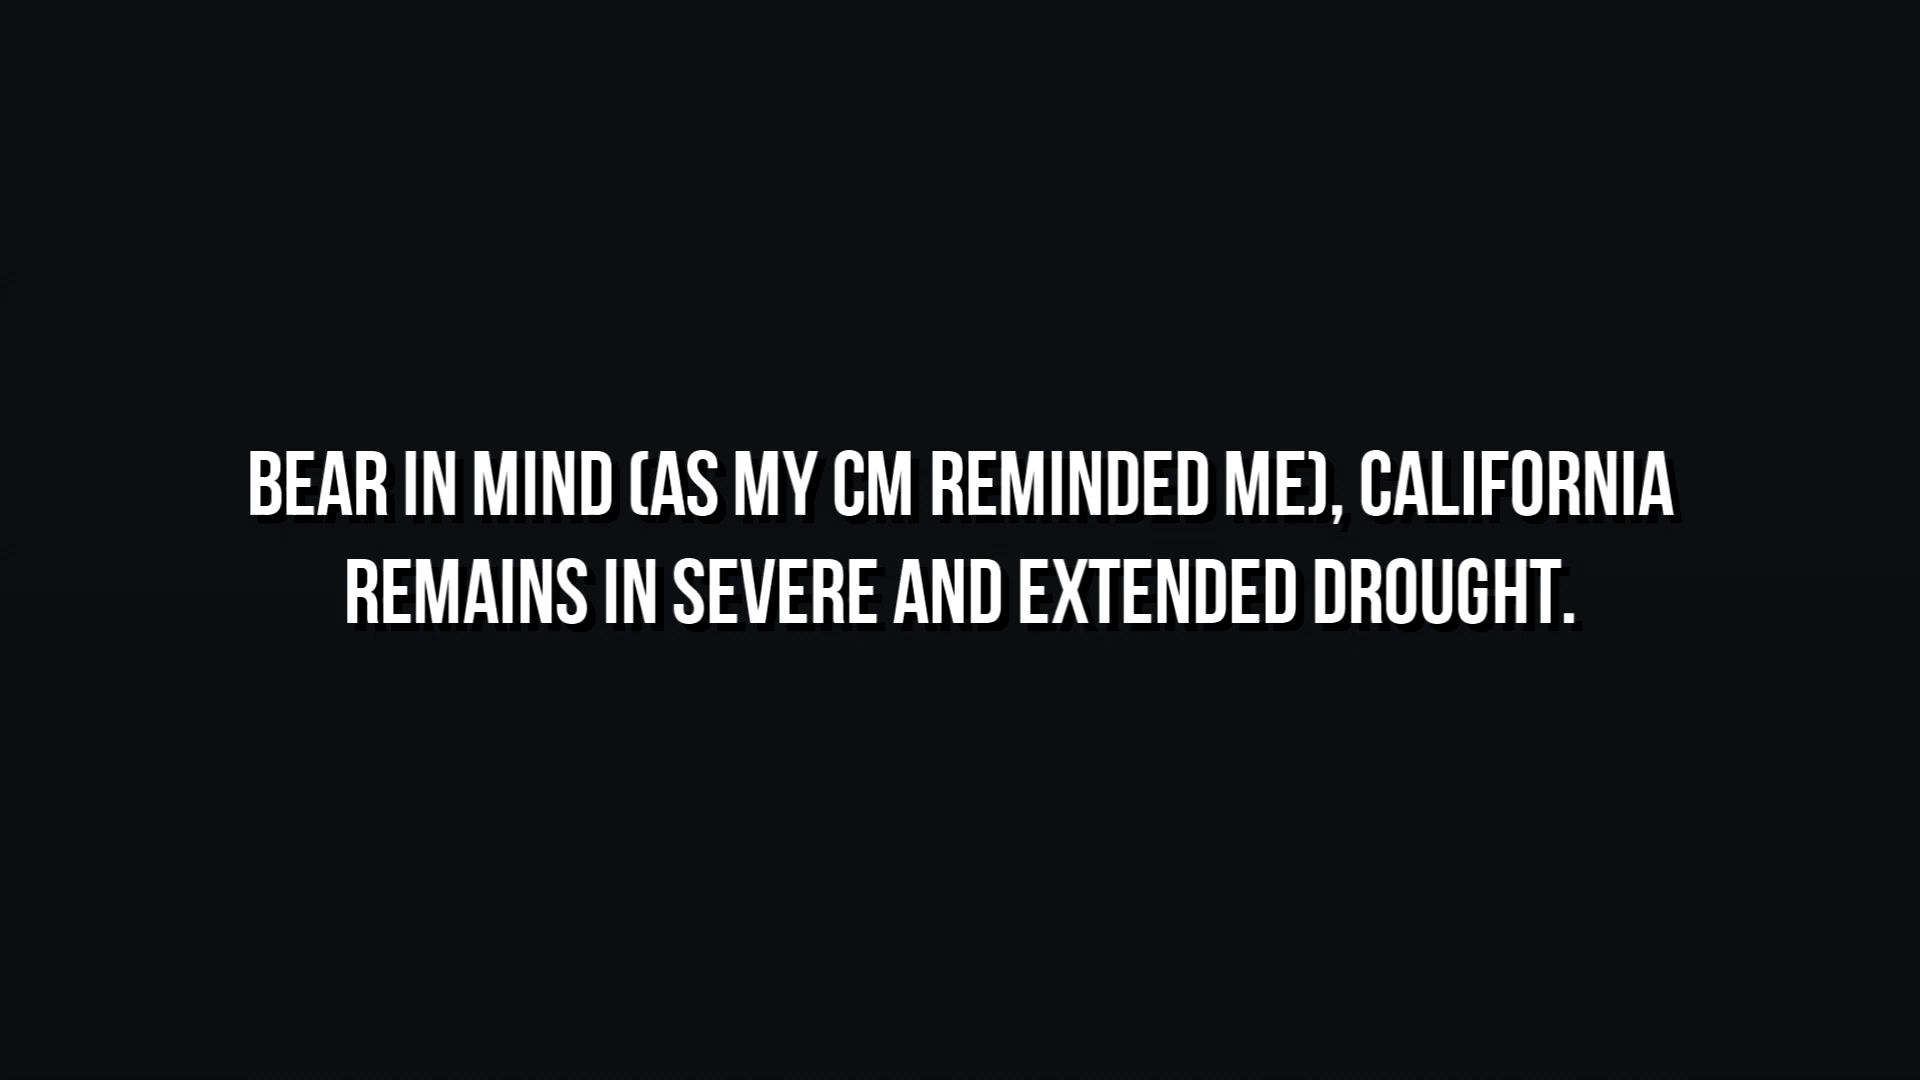 BEAR IN MIND (AS MY CM REMINDED ME), CALIFORNIA
REMAINS IN SEVERE AND EXTENDED DROUGHT.